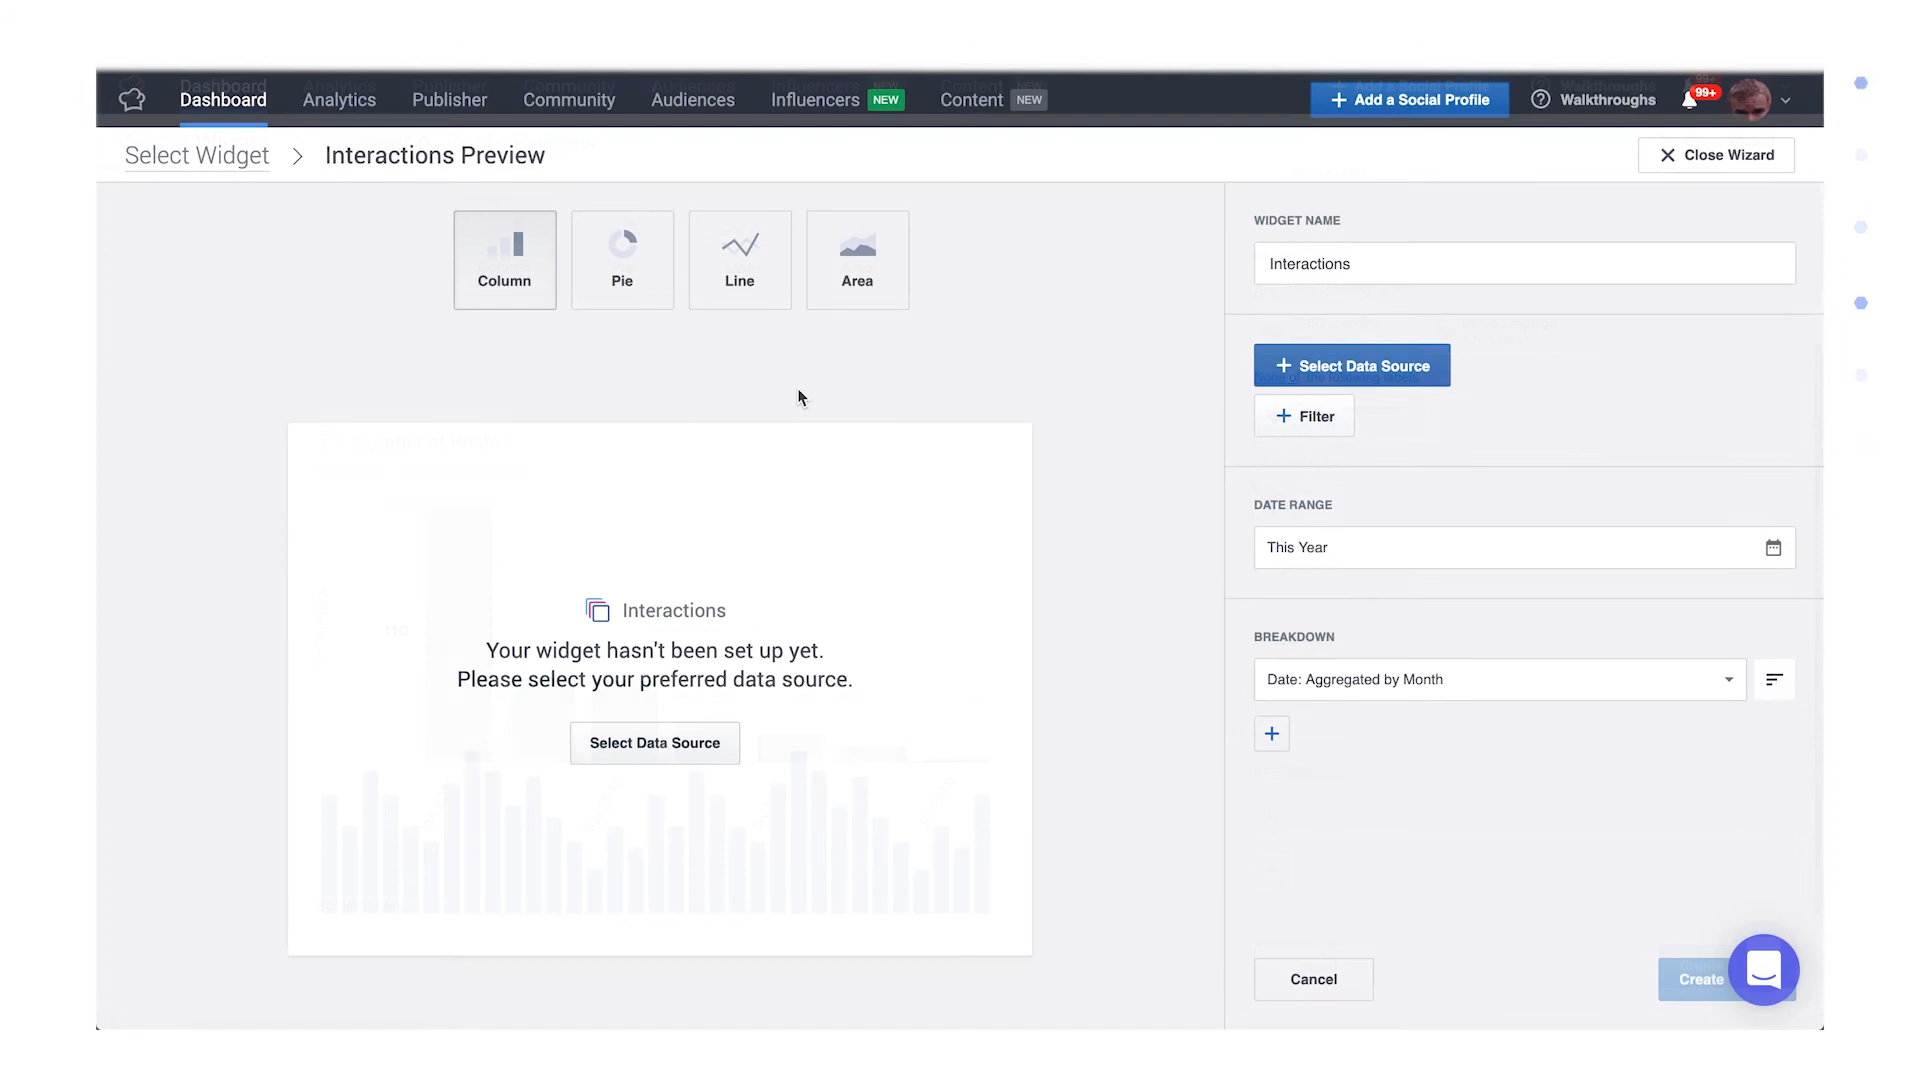 Dashboard Analytics Publisher Community Audiences Influencers NEW Content NEW + Add a Social Profile Walkthroughs 99+
Select Widget > Interactions Preview
Close Wizard
Column Pie Line Area
WIDGET NAME
Interactions
+ Select Data Source
+ Filter
DATE RANGE
This Year
BREAKDOWN
Date: Aggregated by Month
+
Interactions
Your widget hasn't been set up yet.
Please select your preferred data source.
Select Data Source
110
Cancel
Create